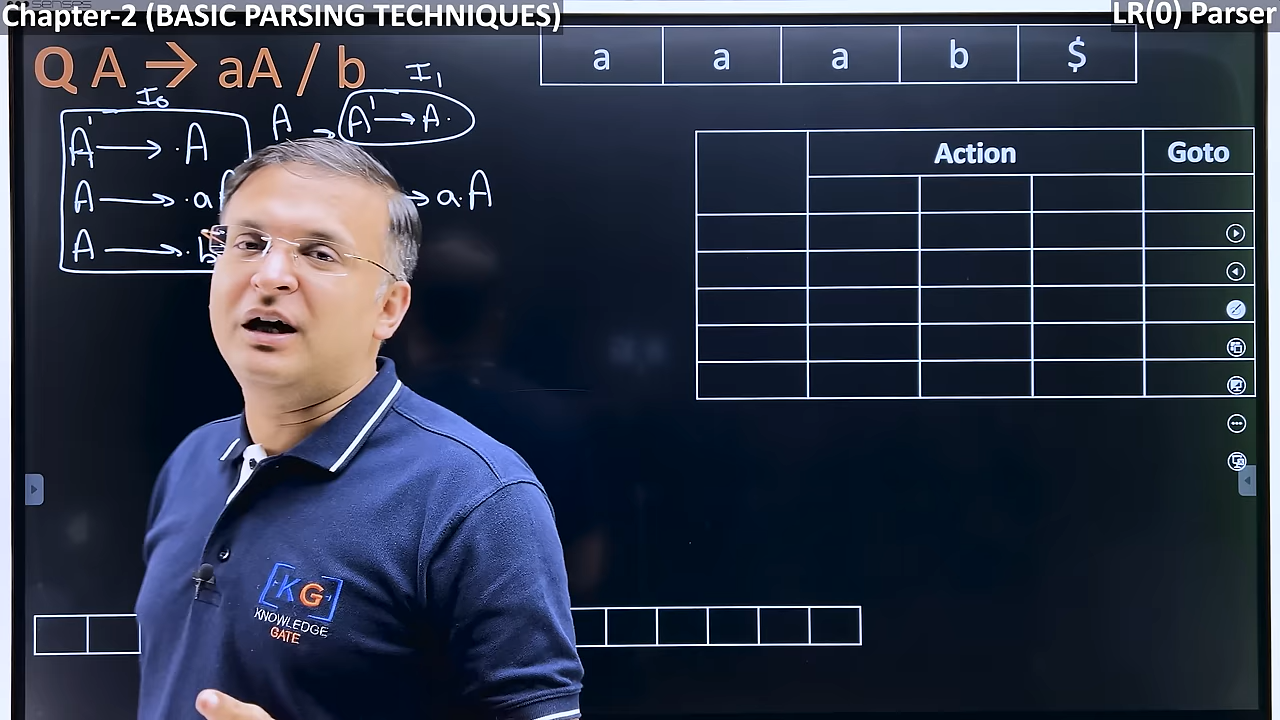 Chapter-2 (BASIC PARSING TECHNIQUES)
LR(0) Parser
Q A → aA / b
a a a b $
I₀
I₁
A' → ·A
A → A' → A·
A → ·a
→ a·A
A → ·b
Action Goto
KG
KNOWLEDGE
GATE